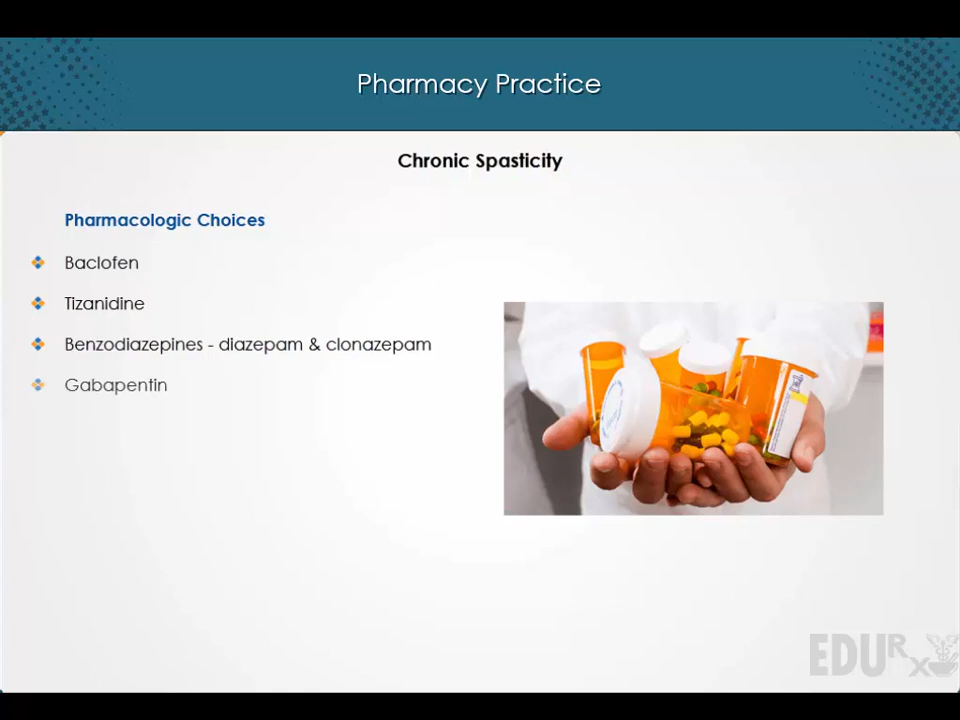 Pharmacy Practice
Chronic Spasticity
Pharmacologic Choices
Baclofen
Tizanidine
Benzodiazepines - diazepam & clonazepam
Gabapentin
EDURx